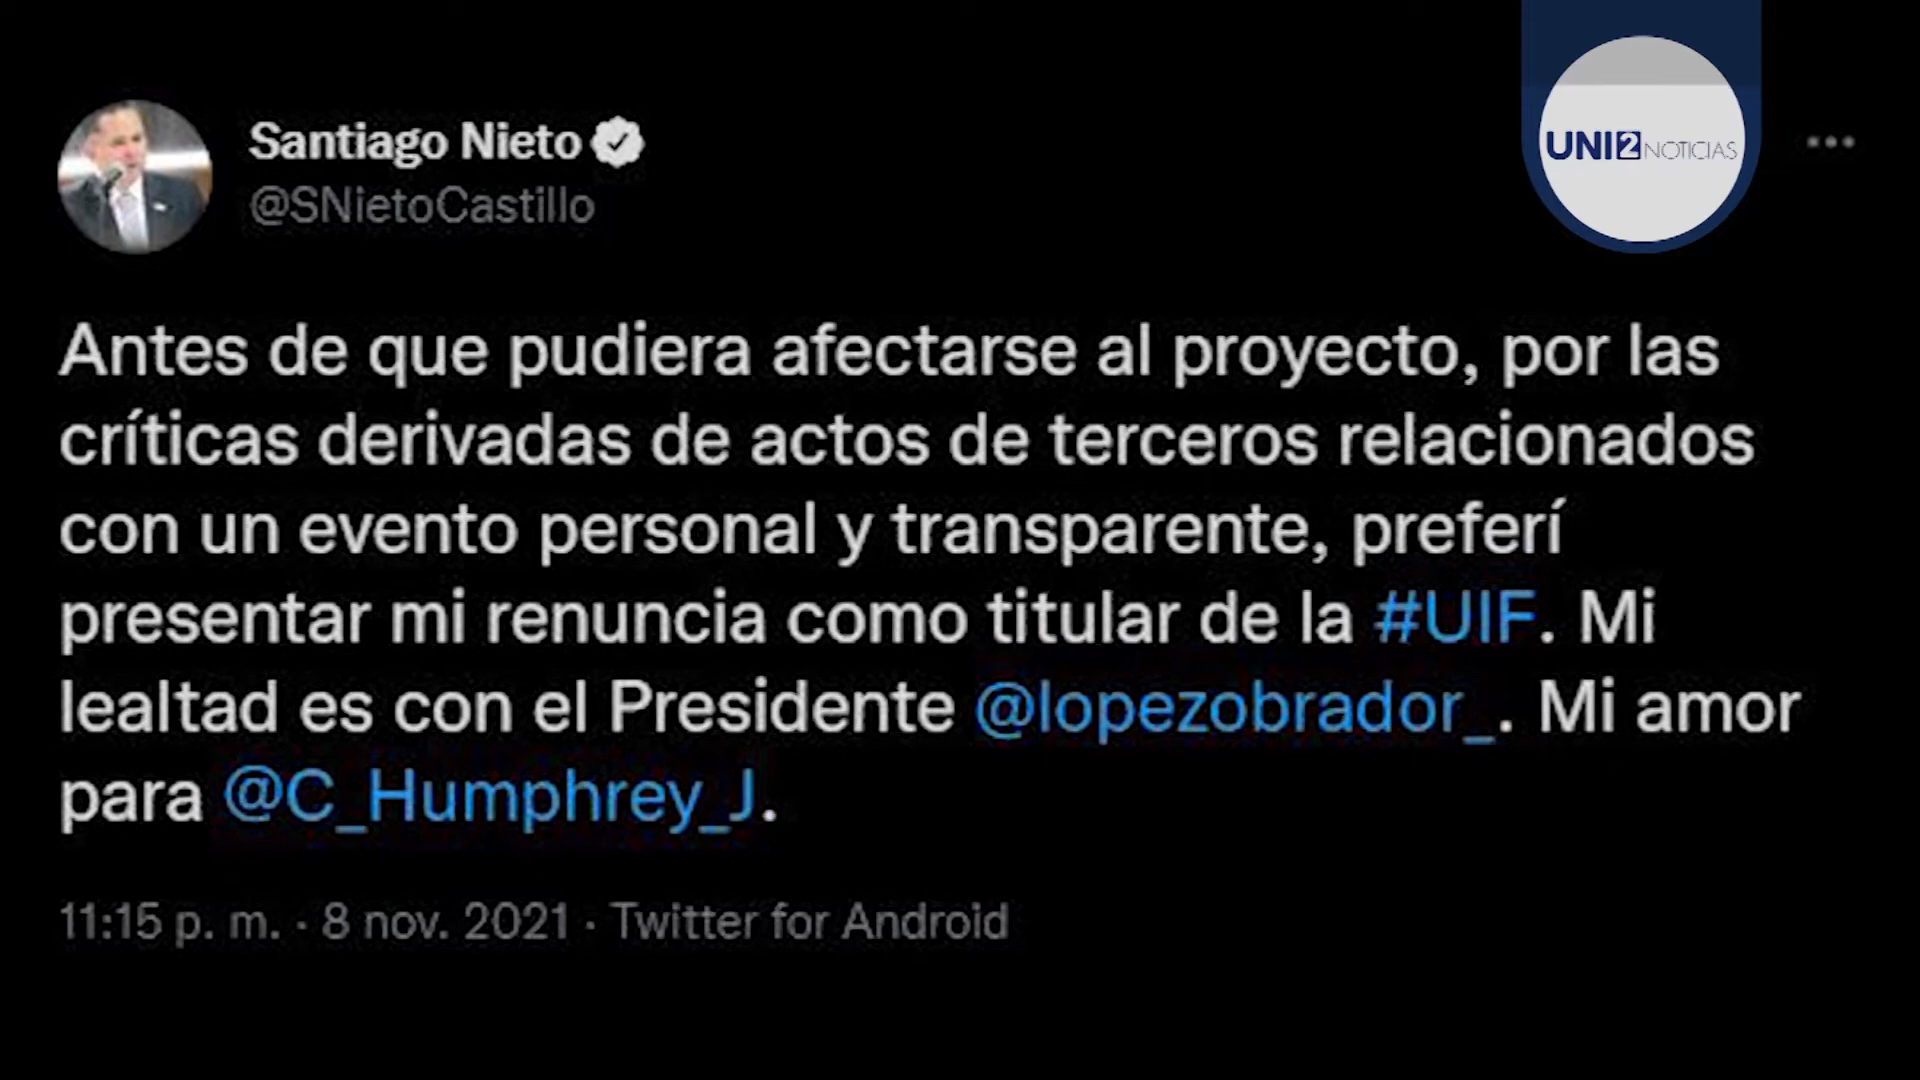 Santiago Nieto
@SNietoCastillo
UNI2 NOTICIAS
Antes de que pudiera afectarse al proyecto, por las
críticas derivadas de actos de terceros relacionados
con un evento personal y transparente, preferí
presentar mi renuncia como titular de la #UIF. Mi
lealtad es con el Presidente @lopezobrador_. Mi amor
para @C_Humphrey_J.
11:15 p. m. · 8 nov. 2021 · Twitter for Android